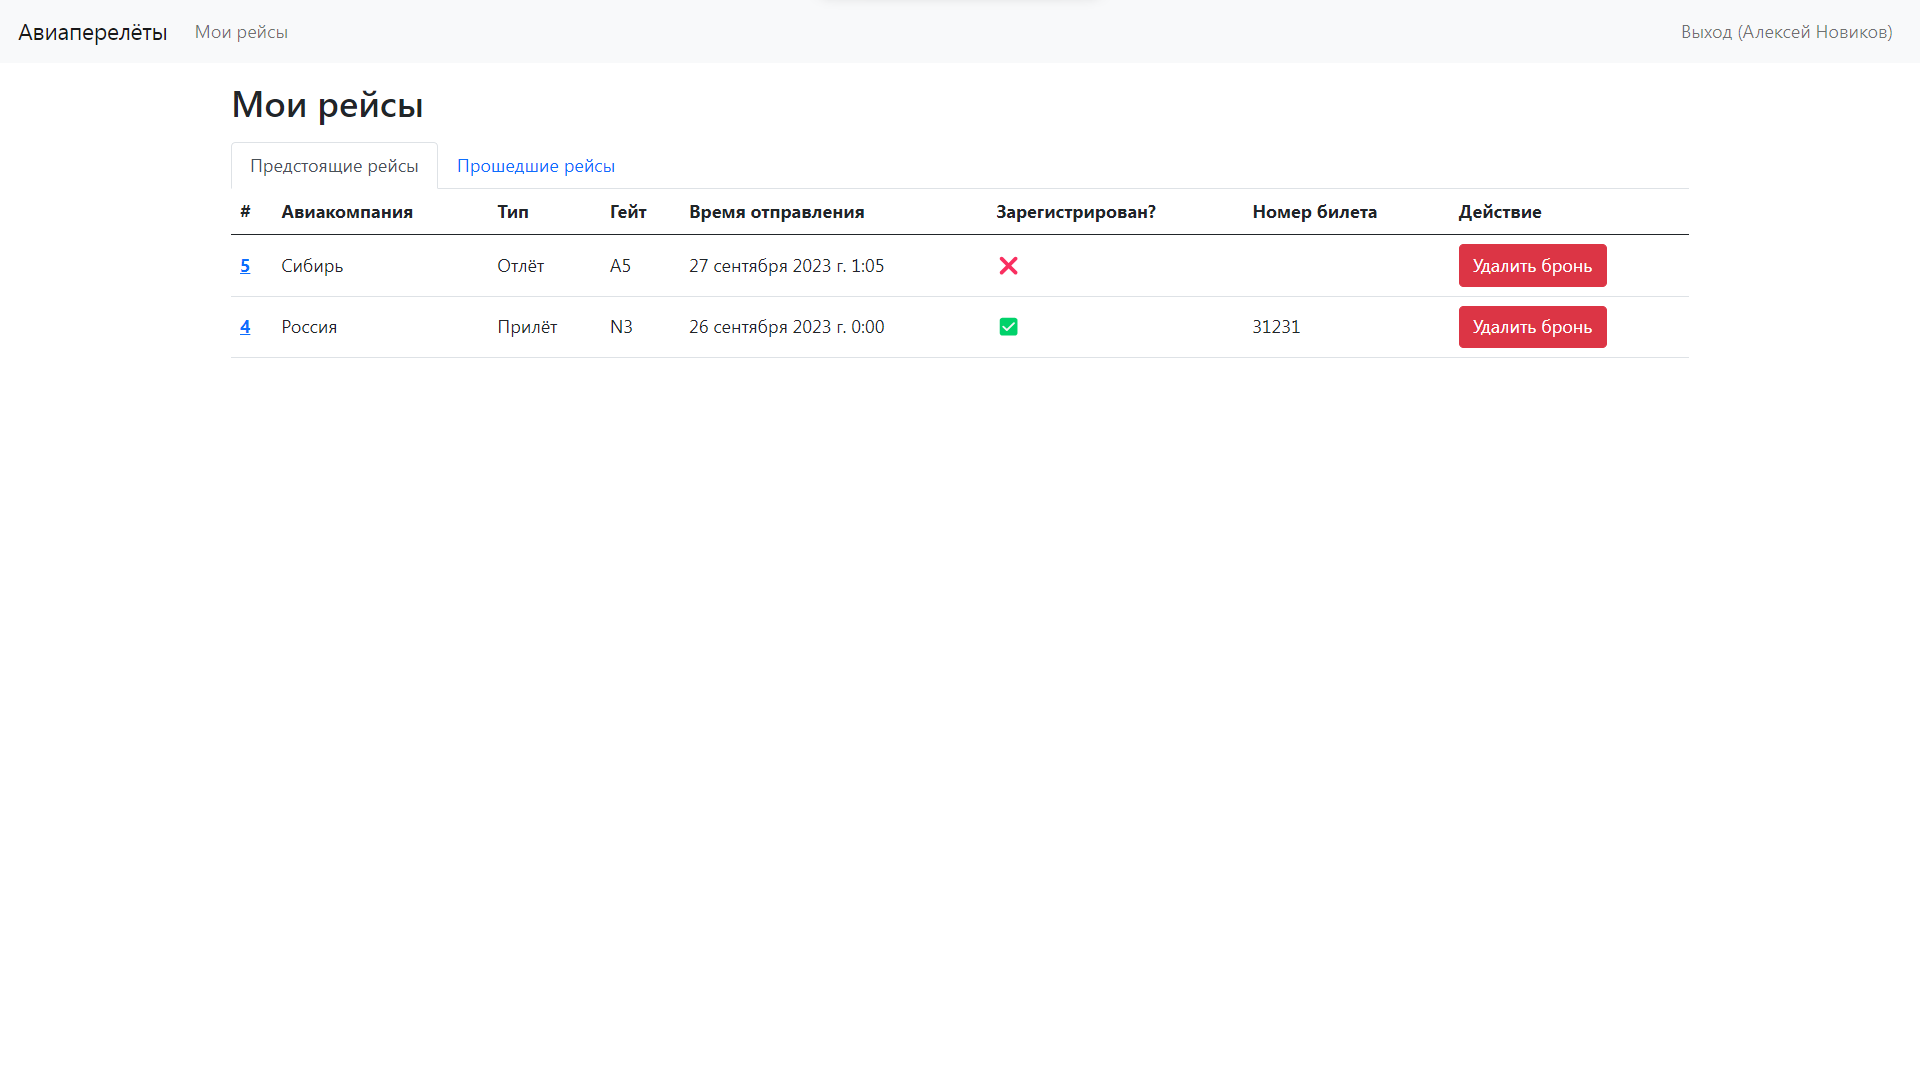 Авиаперелёты Мои рейсы Выход (Алексей Новиков)
Мои рейсы
Предстоящие рейсы Прошедшие рейсы
# Авиакомпания Тип Гейт Время отправления Зарегистрирован? Номер билета Действие
5 Сибирь Отлёт A5 27 сентября 2023 г. 1:05 Удалить бронь
4 Россия Прилёт N3 26 сентября 2023 г. 0:00 31231 Удалить бронь